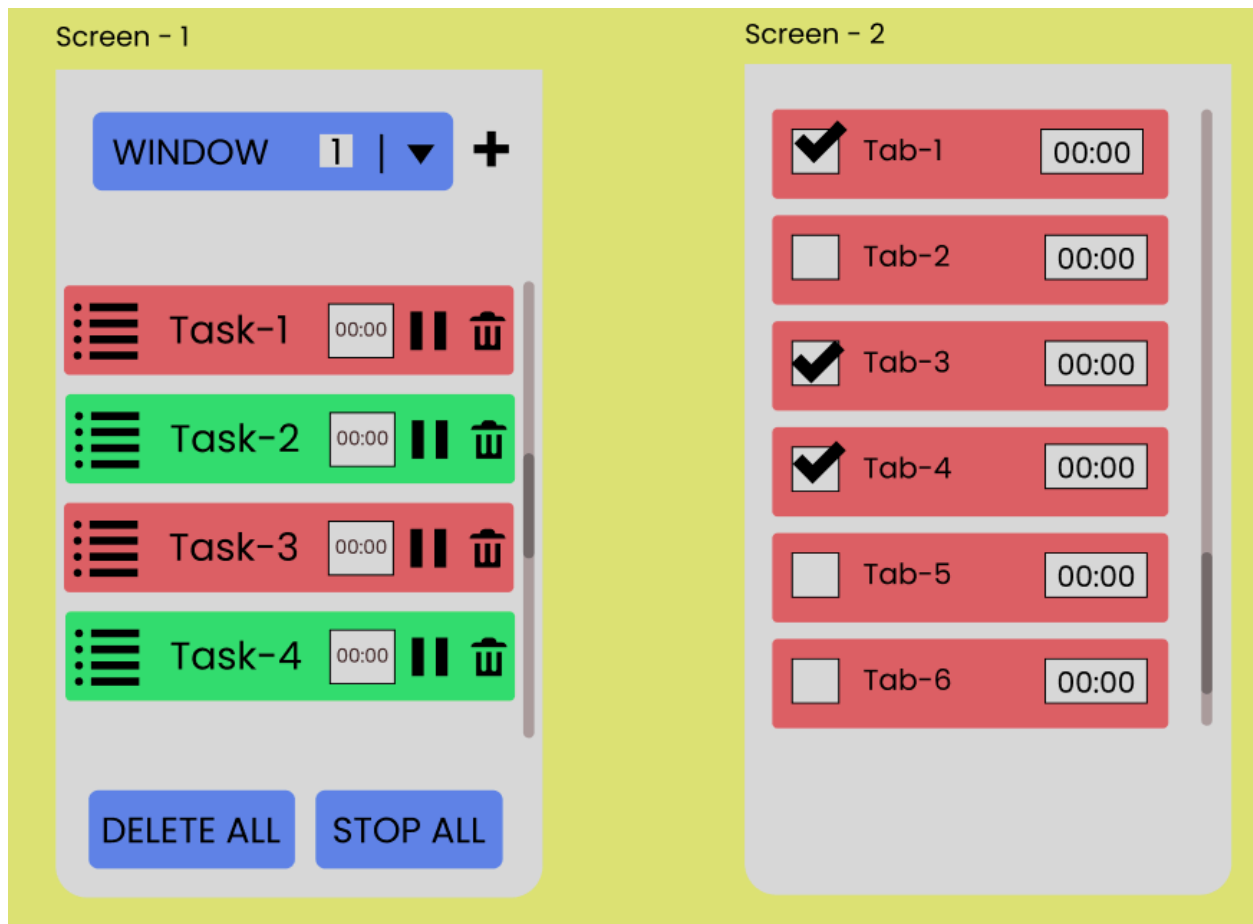 Screen - 1
WINDOW 1 |
Task-1 00:00
Task-2 00:00
Task-3 00:00
Task-4 00:00
DELETE ALL STOP ALL
Screen - 2
Tab-1 00:00
Tab-2 00:00
Tab-3 00:00
Tab-4 00:00
Tab-5 00:00
Tab-6 00:00